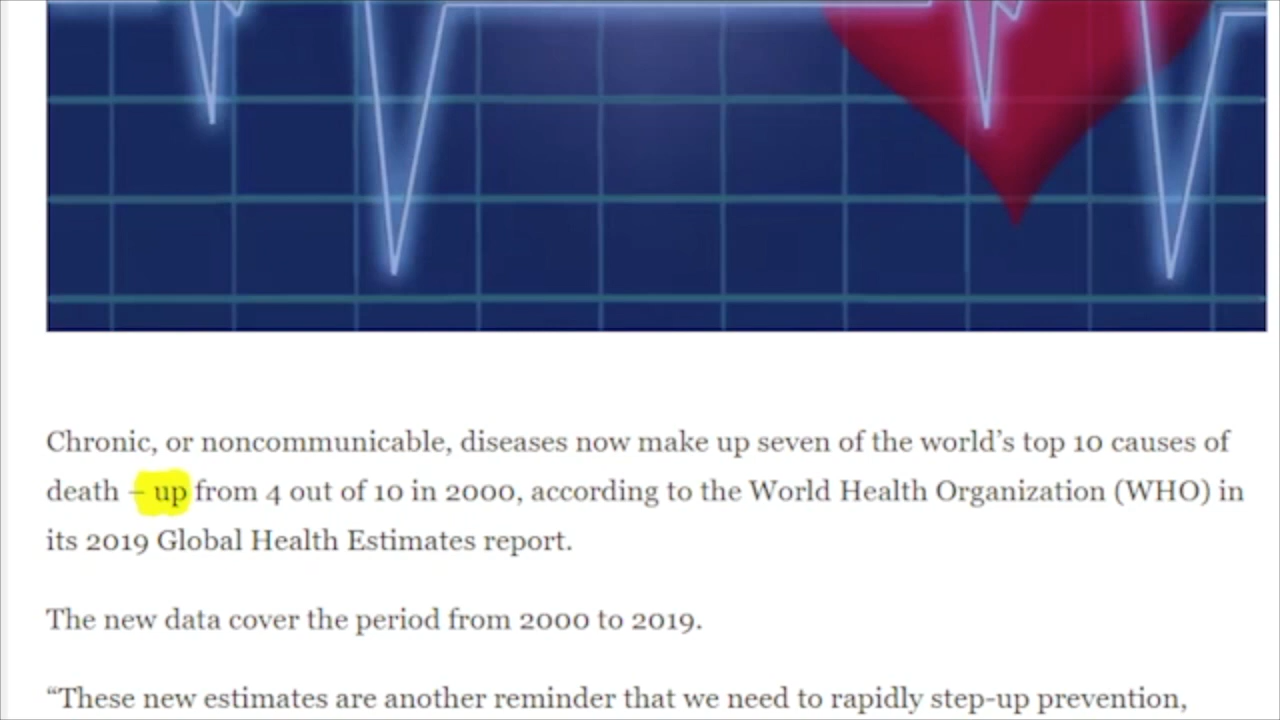 Chronic, or noncommunicable, diseases now make up seven of the world’s top 10 causes of
death – up from 4 out of 10 in 2000, according to the World Health Organization (WHO) in
its 2019 Global Health Estimates report.
The new data cover the period from 2000 to 2019.
“These new estimates are another reminder that we need to rapidly step-up prevention,